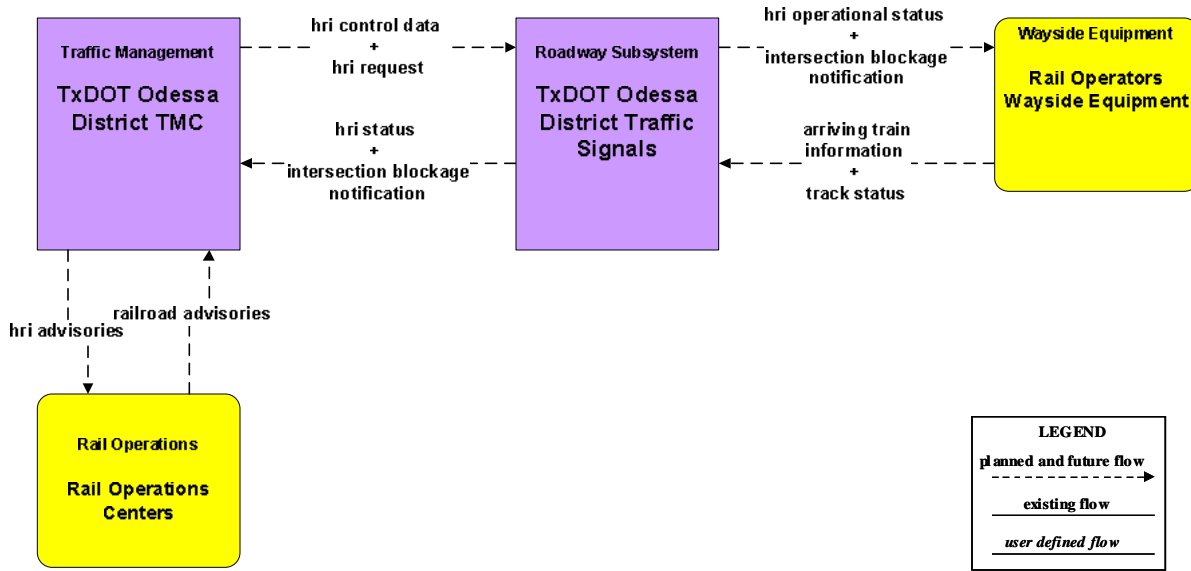 Traffic Management
TxDOT Odessa
District TMC
hri control data
+
hri request
hri status
+
intersection blockage
notification
Roadway Subsystem
TxDOT Odessa
District Traffic
Signals
hri operational status
+
intersection blockage
notification
arriving train
information
+
track status
Wayside Equipment
Rail Operators
Wayside Equipment
railroad advisories
hri advisories
Rail Operations
Rail Operations
Centers
LEGEND
planned and future flow
existing flow
user defined flow